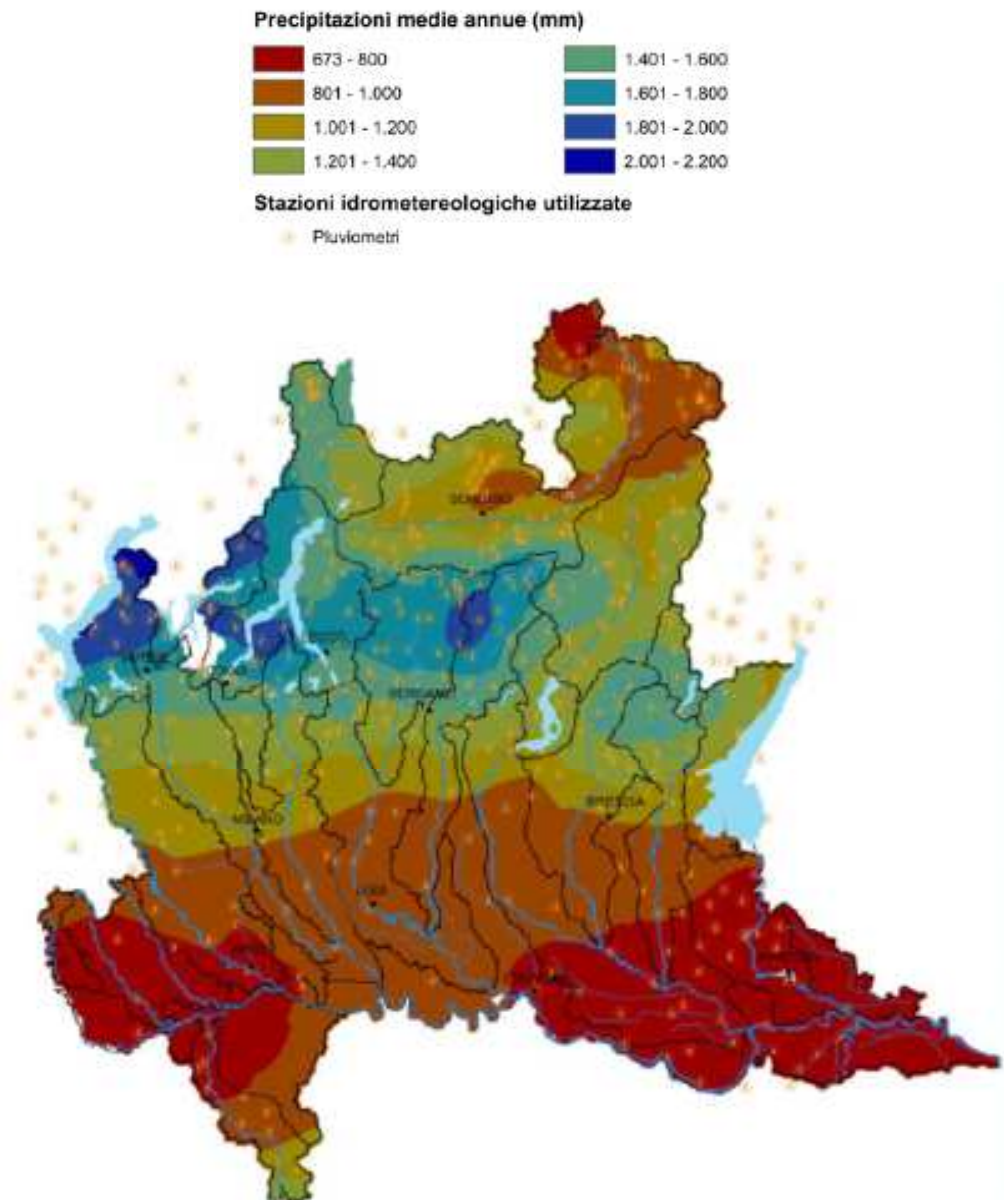 Precipitazioni medie annue (mm)
673 - 800
801 - 1.000
1.001 - 1.200
1.201 - 1.400
1.401 - 1.600
1.601 - 1.800
1.801 - 2.000
2.001 - 2.200
Stazioni idrometereologiche utilizzate
Pluviometri
SONDRIO
BERGAMO
BRESCIA
MILANO
LODI